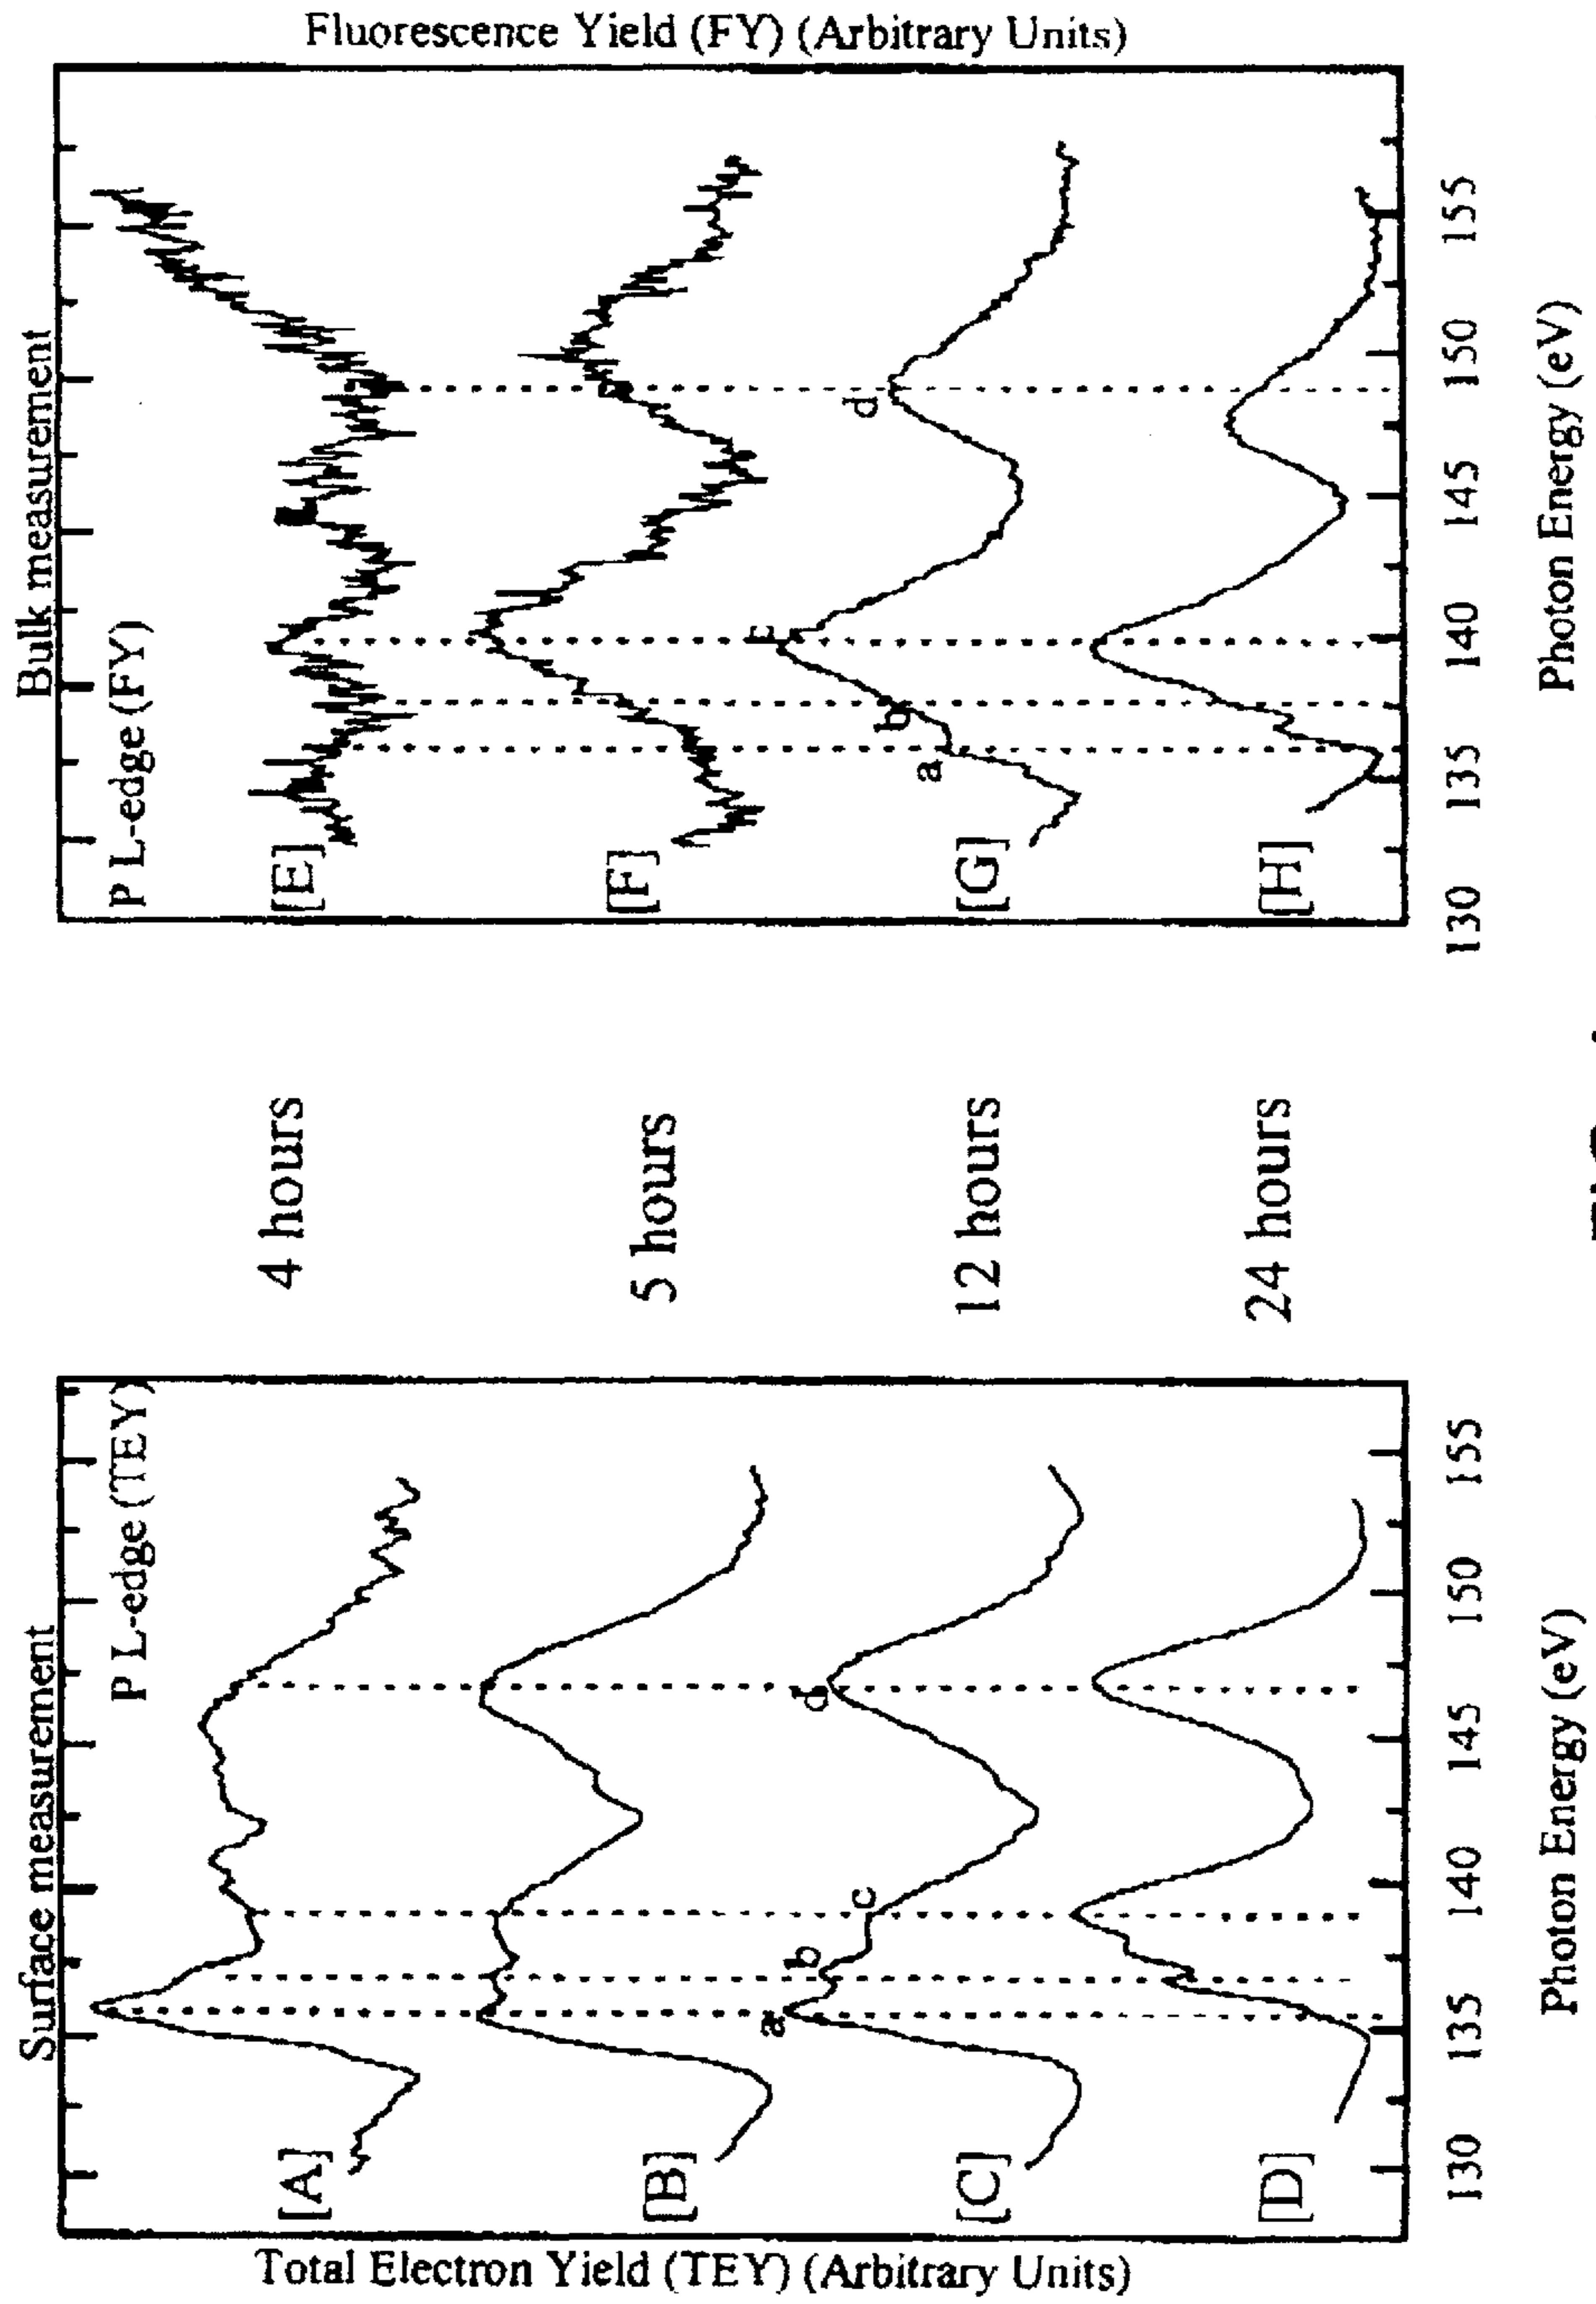 Surface measurement
P L-edge (TEY)
Total Electron Yield (TEY) (Arbitrary Units)
[A]
[B]
[C]
[D]
a
b
c
d
130 135 140 145 150 155
Photon Energy (eV)
4 hours
5 hours
12 hours
24 hours
Bulk measurement
P L-edge (FY)
Fluorescence Yield (FY) (Arbitrary Units)
[E]
[F]
[G]
[H]
a
b
c
d
130 135 140 145 150 155
Photon Energy (eV)